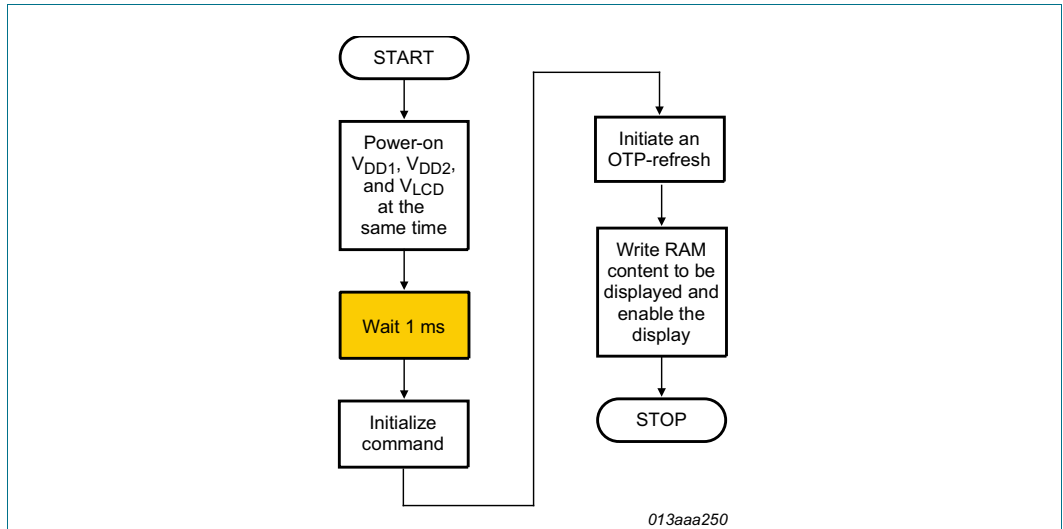 START
Power-on
VDD1, VDD2,
and VLCD
at the
same time
Wait 1 ms
Initialize
command
Initiate an
OTP-refresh
Write RAM
content to be
displayed and
enable the
display
STOP
013aaa250